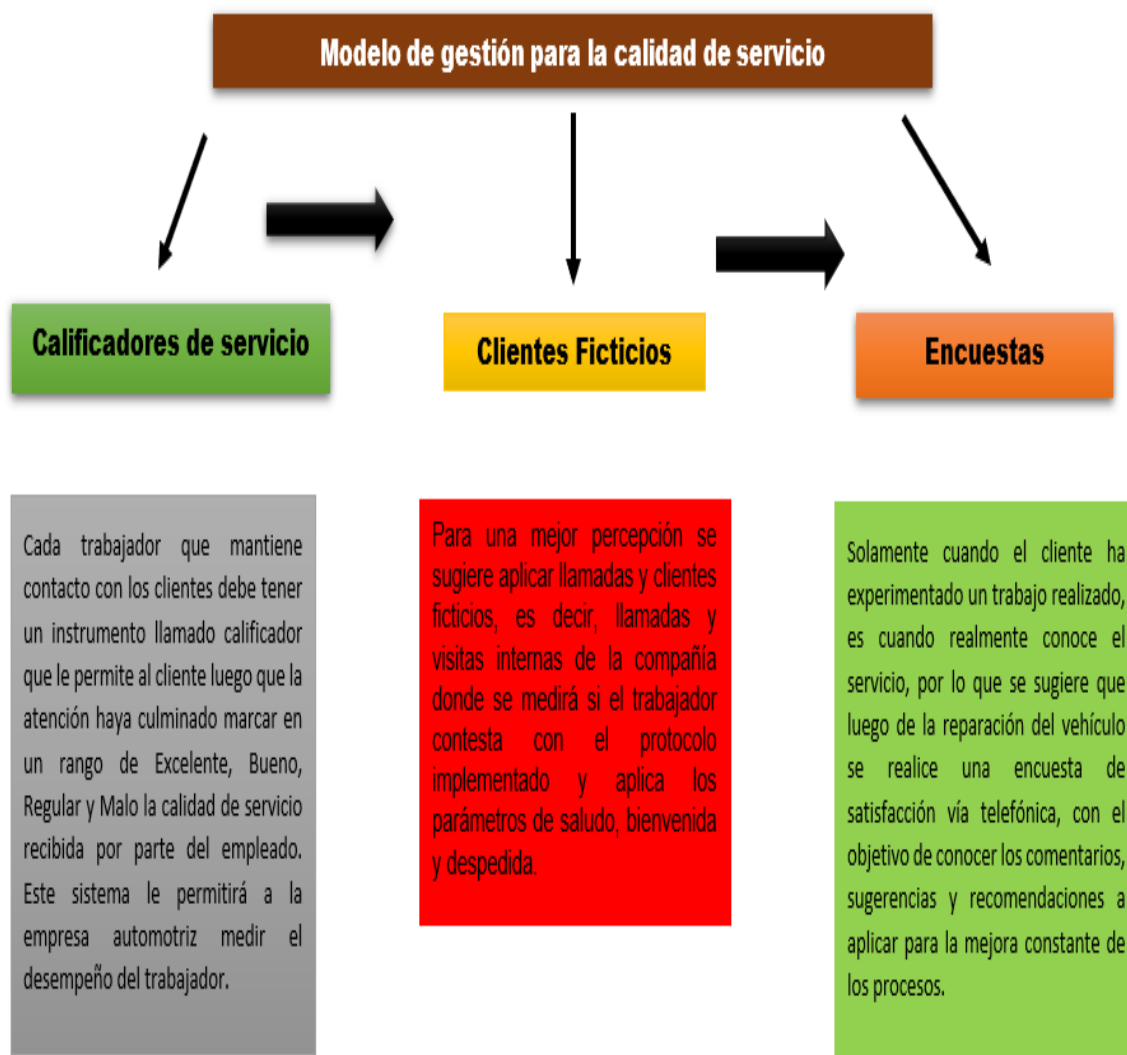 Modelo de gestión para la calidad de servicio
Calificadores de servicio
Clientes Ficticios
Encuestas
Cada trabajador que mantiene
contacto con los clientes debe tener
un instrumento llamado calificador
que le permite al cliente luego que la
atención haya culminado marcar en
un rango de Excelente, Bueno,
Regular y Malo la calidad de servicio
recibida por parte del empleado.
Este sistema le permitirá a la
empresa automotriz medir el
desempeño del trabajador.
Para una mejor percepción se
sugiere aplicar llamadas y clientes
ficticios, es decir, llamadas y
visitas internas de la compañía
donde se medirá si el trabajador
contesta con el protocolo
implementado y aplica los
parámetros de saludo, bienvenida
y despedida.
Solamente cuando el cliente ha
experimentado un trabajo realizado,
es cuando realmente conoce el
servicio, por lo que se sugiere que
luego de la reparación del vehículo
se realice una encuesta de
satisfacción vía telefónica, con el
objetivo de conocer los comentarios,
sugerencias y recomendaciones a
aplicar para la mejora constante de
los procesos.